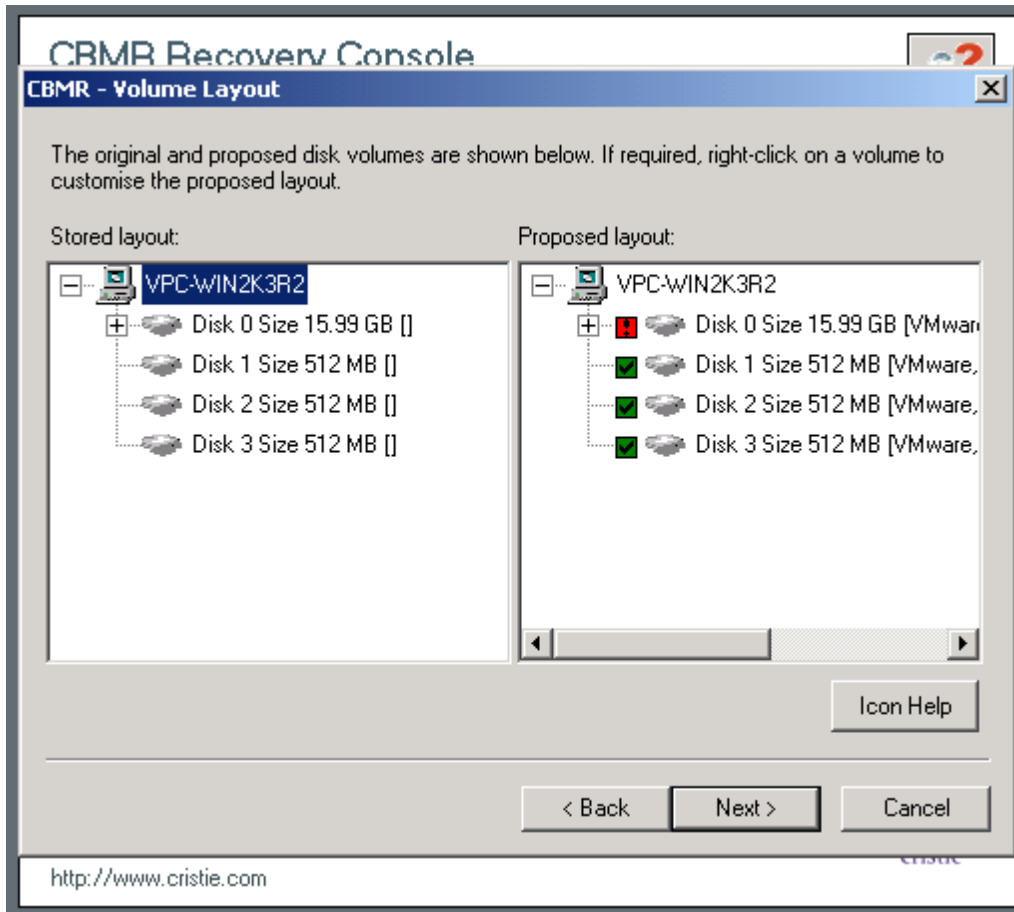 CBMR Recovery Console
CBMR - Volume Layout
The original and proposed disk volumes are shown below. If required, right-click on a volume to
customise the proposed layout.
Stored layout:
Proposed layout:
VPC-WIN2K3R2
Disk 0 Size 15.99 GB []
Disk 1 Size 512 MB []
Disk 2 Size 512 MB []
Disk 3 Size 512 MB []
VPC-WIN2K3R2
Disk 0 Size 15.99 GB [VMwar
Disk 1 Size 512 MB [VMware,
Disk 2 Size 512 MB [VMware,
Disk 3 Size 512 MB [VMware,
Icon Help
< Back
Next >
Cancel
cristie
http://www.cristie.com